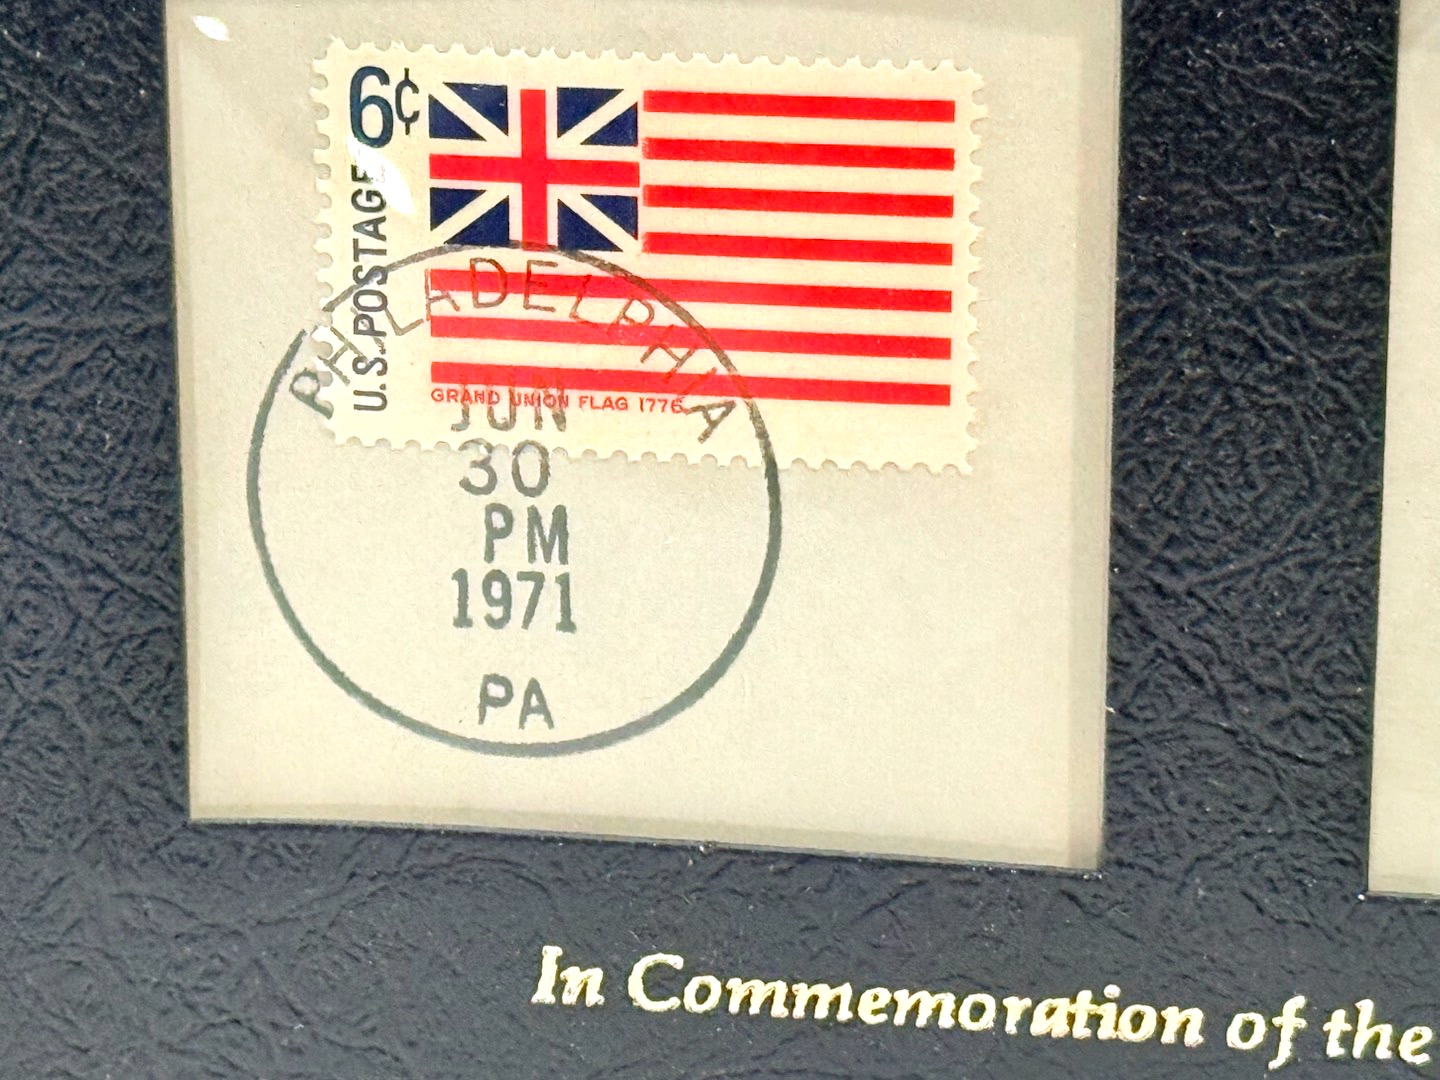 6¢
U.S. POSTAGE
GRAND UNION FLAG 1776
PHILADELPHIA
JUN
30
PM
1971
PA
In Commemoration of the